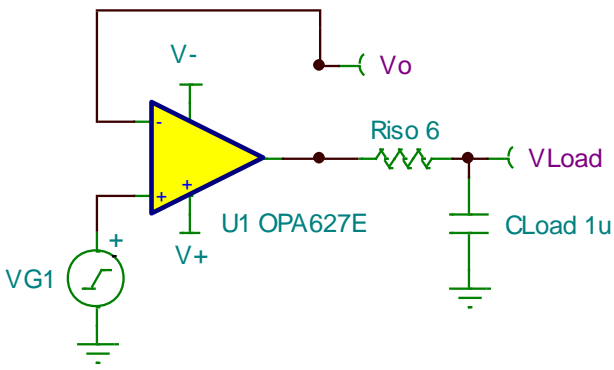 V-
Vo
-
Riso 6
VLoad
+
+
U1 OPA627E
CLoad 1u
+
V+
VG1